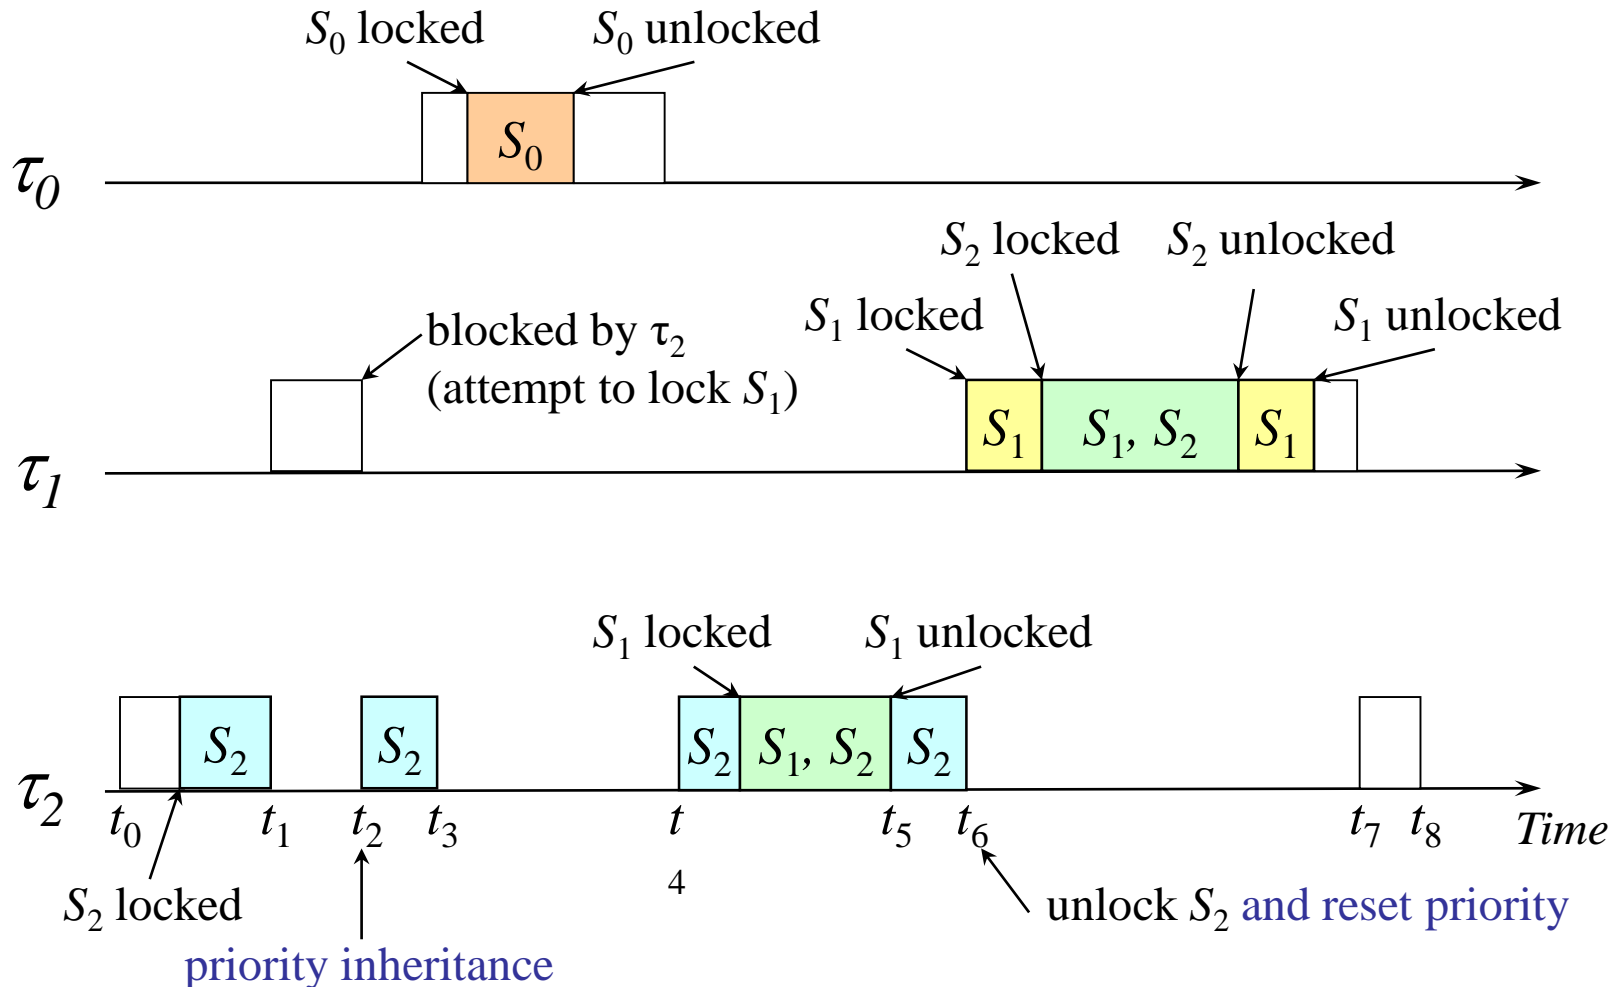 S0 locked
S0 unlocked
S0
τ0
S2 locked
S2 unlocked
S1 locked
S1 unlocked
blocked by τ2
(attempt to lock S1)
S1
S1, S2
S1
τ1
S1 locked
S1 unlocked
S2
S2
S2
S1, S2
S2
τ2
t0
t1
t2
t3
t
4
t5
t6
t7
t8
Time
S2 locked
priority inheritance
unlock S2 and reset priority